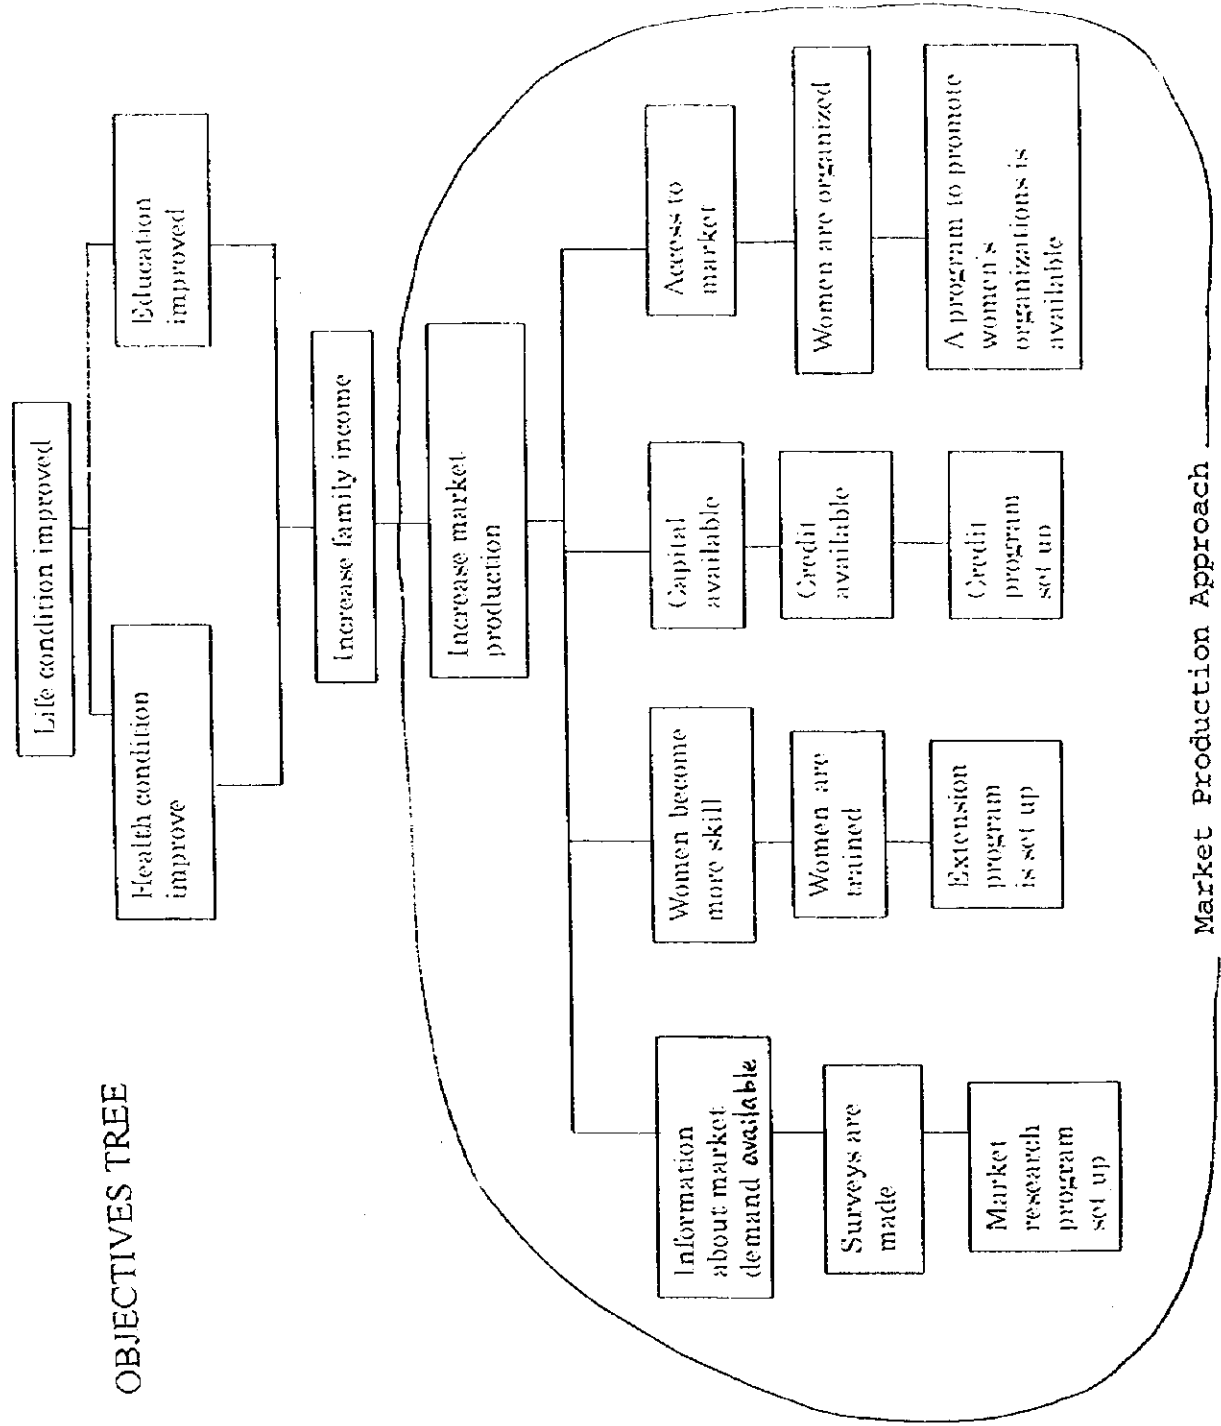 OBJECTIVES TREE
Life condition improved
Health condition
improve
Education
improved
Increase family income
Increase market
production
Information
about market
demand available
Women become
more skill
Capital
available
Access to
market
Surveys are
made
Women are
trained
Credit
available
Women are organized
Market
research
program
set up
Extension
program
is set up
Credit
program
set up
A program to promote
women's
organizations is
available
Market Production Approach